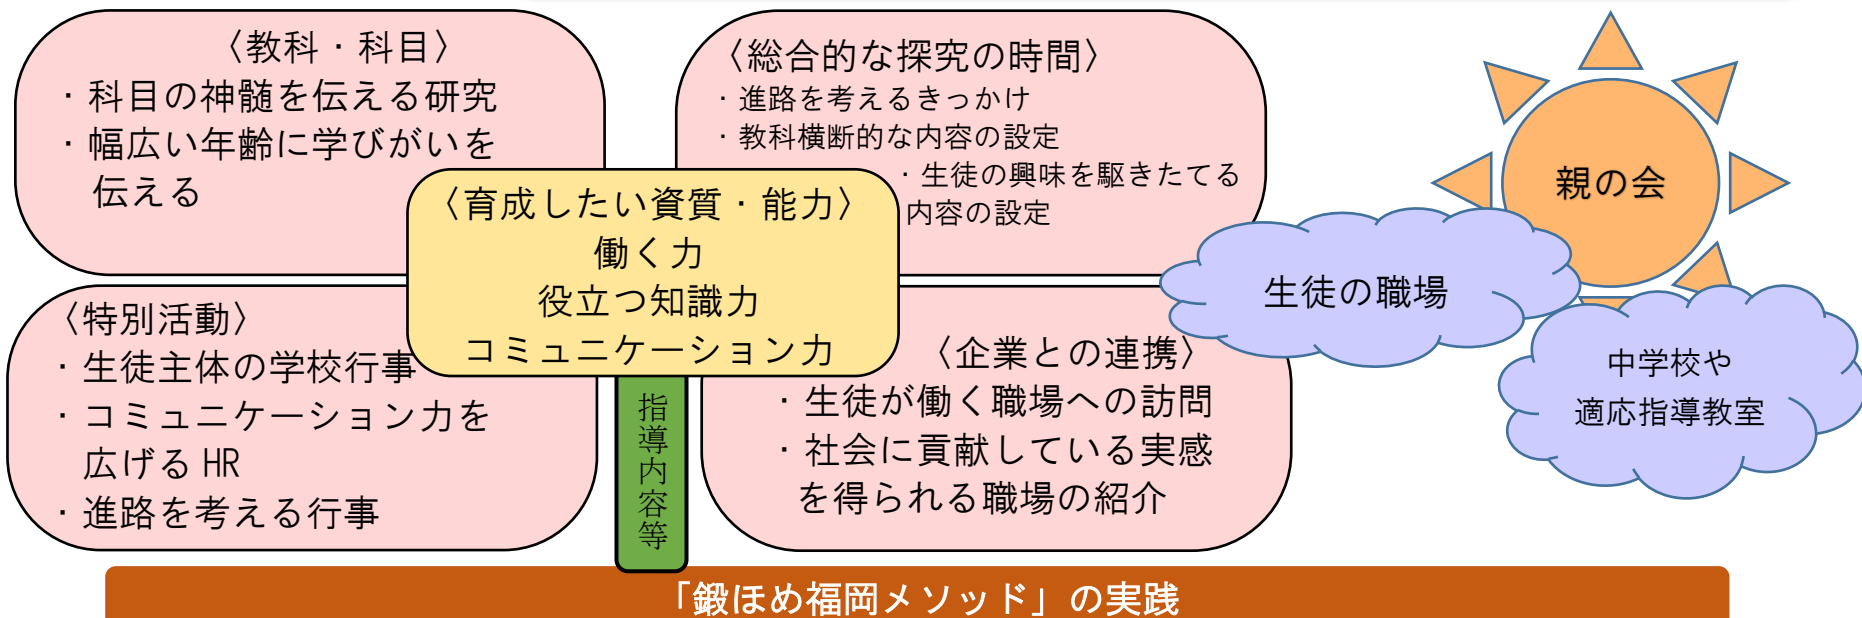 〈教科・科目〉
・科目の神髄を伝える研究
・幅広い年齢に学びがいを
伝える
〈総合的な探究の時間〉
・進路を考えるきっかけ
・教科横断的な内容の設定
・生徒の興味を駆きたてる
内容の設定
〈育成したい資質・能力〉
働く力
役立つ知識力
コミュニケーション力
〈特別活動〉
・生徒主体の学校行事
・コミュニケーション力を
広げる HR
・進路を考える行事
指導内容等
〈企業との連携〉
・生徒が働く職場への訪問
・社会に貢献している実感
を得られる職場の紹介
親の会
生徒の職場
中学校や
適応指導教室
「鍛ほめ福岡メソッド」の実践